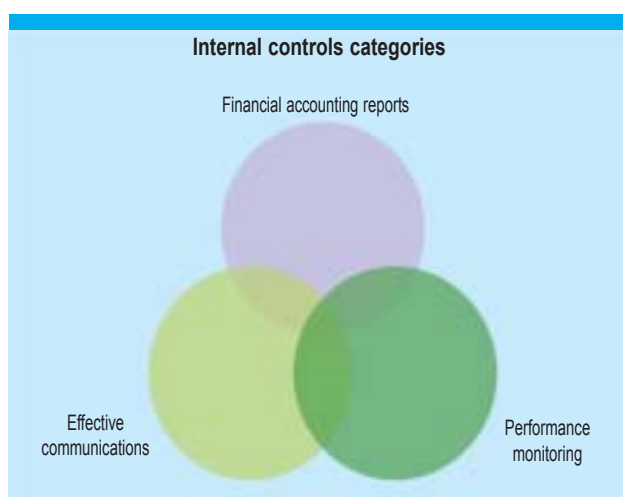 Internal controls categories
Financial accounting reports
Effective
communications
Performance
monitoring